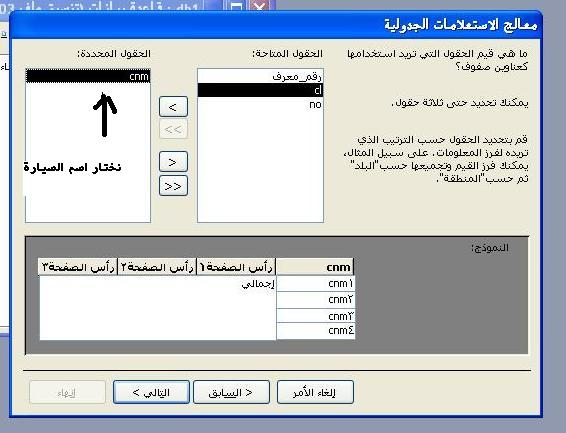 db1 : قاعدة بيانات (تنسيق ملف
معالج الاستعلامات الجدولية
ما هي قيم الحقول التي تريد استخدامها
كعناوين صفوف؟
يمكنك تحديد حتى ثلاثة حقول.
قم بتحديد الحقول حسب الترتيب الذي
تريده لفرز المعلومات. على سبيل المثال،
يمكنك فرز القيم وتجميعها حسب"البلد"
ثم حسب"المنطقة".
الحقول المتاحة:
رقم_معرف
cl
no
<
<<
>
>>
الحقول المحددة:
cnm
نختار اسم السيارة
النموذج:
cnm رأس الصفحة١ رأس الصفحة٢ رأس الصفحة٣
cnm١ إجمالي
cnm٢
cnm٣
cnm٤
إلغاء الأمر
< السابق
التالي >
إنهاء